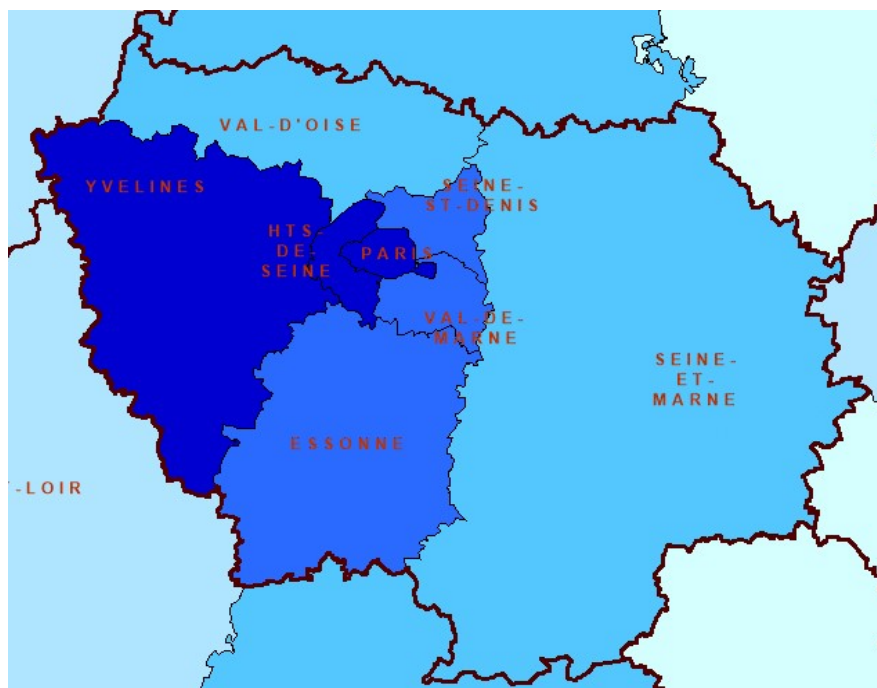 VAL-D'OISE
YVELINES
SEINE-
ST-DENIS
HTS-
DE-
SEINE
PARIS
VAL-DE-
MARNE
SEINE-
ET-
MARNE
ESSONNE
-LOIR